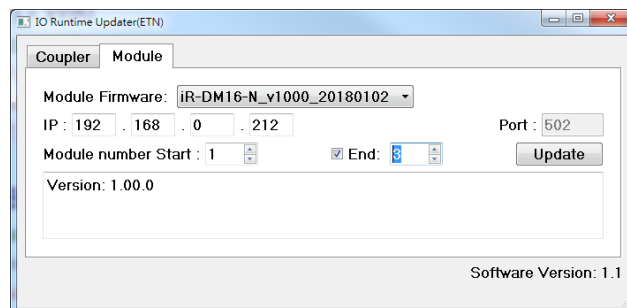 IO Runtime Updater(ETN)
Coupler Module
Module Firmware: iR-DM16-N_v1000_20180102
IP : 192 . 168 . 0 . 212 Port : 502
Module number Start : 1 End: 3 Update
Version: 1.00.0
Software Version: 1.1